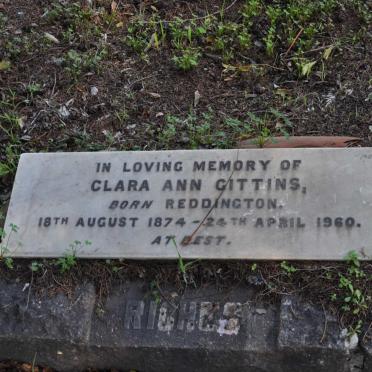 IN LOVING MEMORY OF
CLARA ANN GITTINS,
BORN REDDINGTON.
18TH AUGUST 1874 - 24TH APRIL 1960.
AT REST.
RICHES